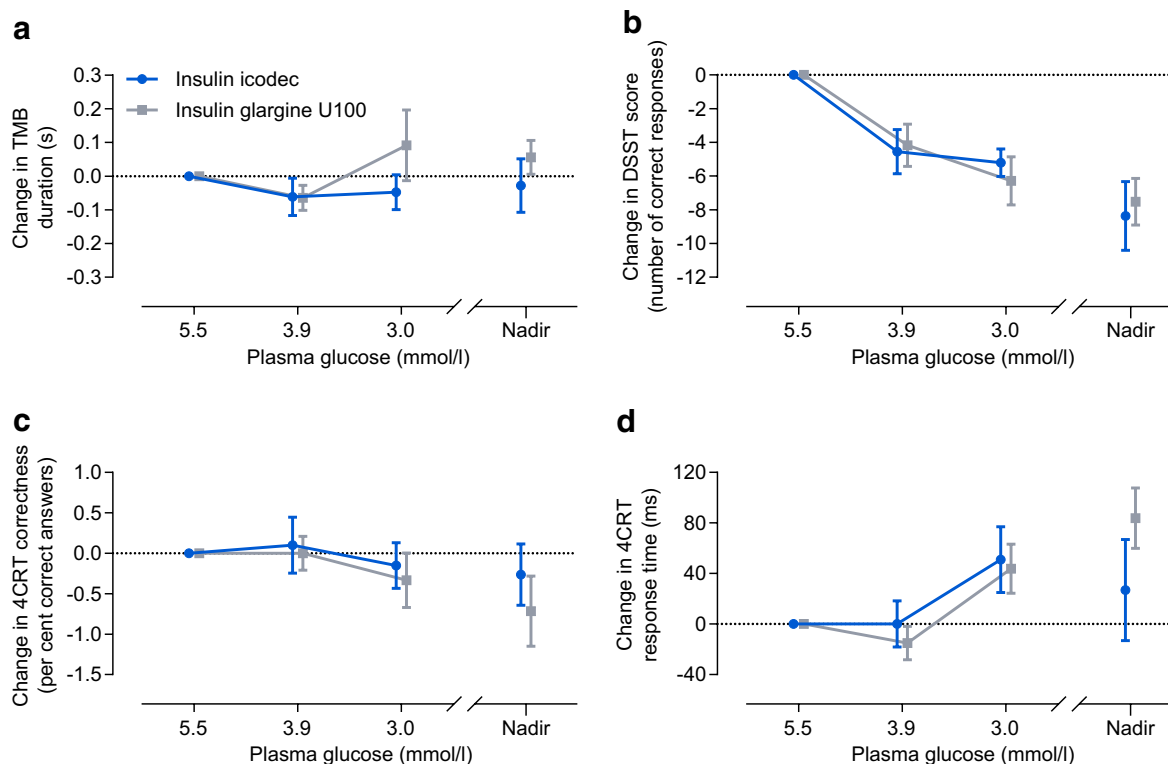 a
Insulin icodec
Insulin glargine U100
Change in TMB
duration (s)
0.3
0.2
0.1
0.0
-0.1
-0.2
-0.3
5.5
3.9
3.0
Nadir
Plasma glucose (mmol/l)
b
Change in DSST score
(number of correct responses)
0
-2
-4
-6
-8
-10
-12
5.5
3.9
3.0
Nadir
Plasma glucose (mmol/l)
c
Change in 4CRT correctness
(per cent correct answers)
1.0
0.5
0.0
-0.5
-1.0
-1.5
5.5
3.9
3.0
Nadir
Plasma glucose (mmol/l)
d
Change in 4CRT
response time (ms)
120
80
40
0
-40
5.5
3.9
3.0
Nadir
Plasma glucose (mmol/l)